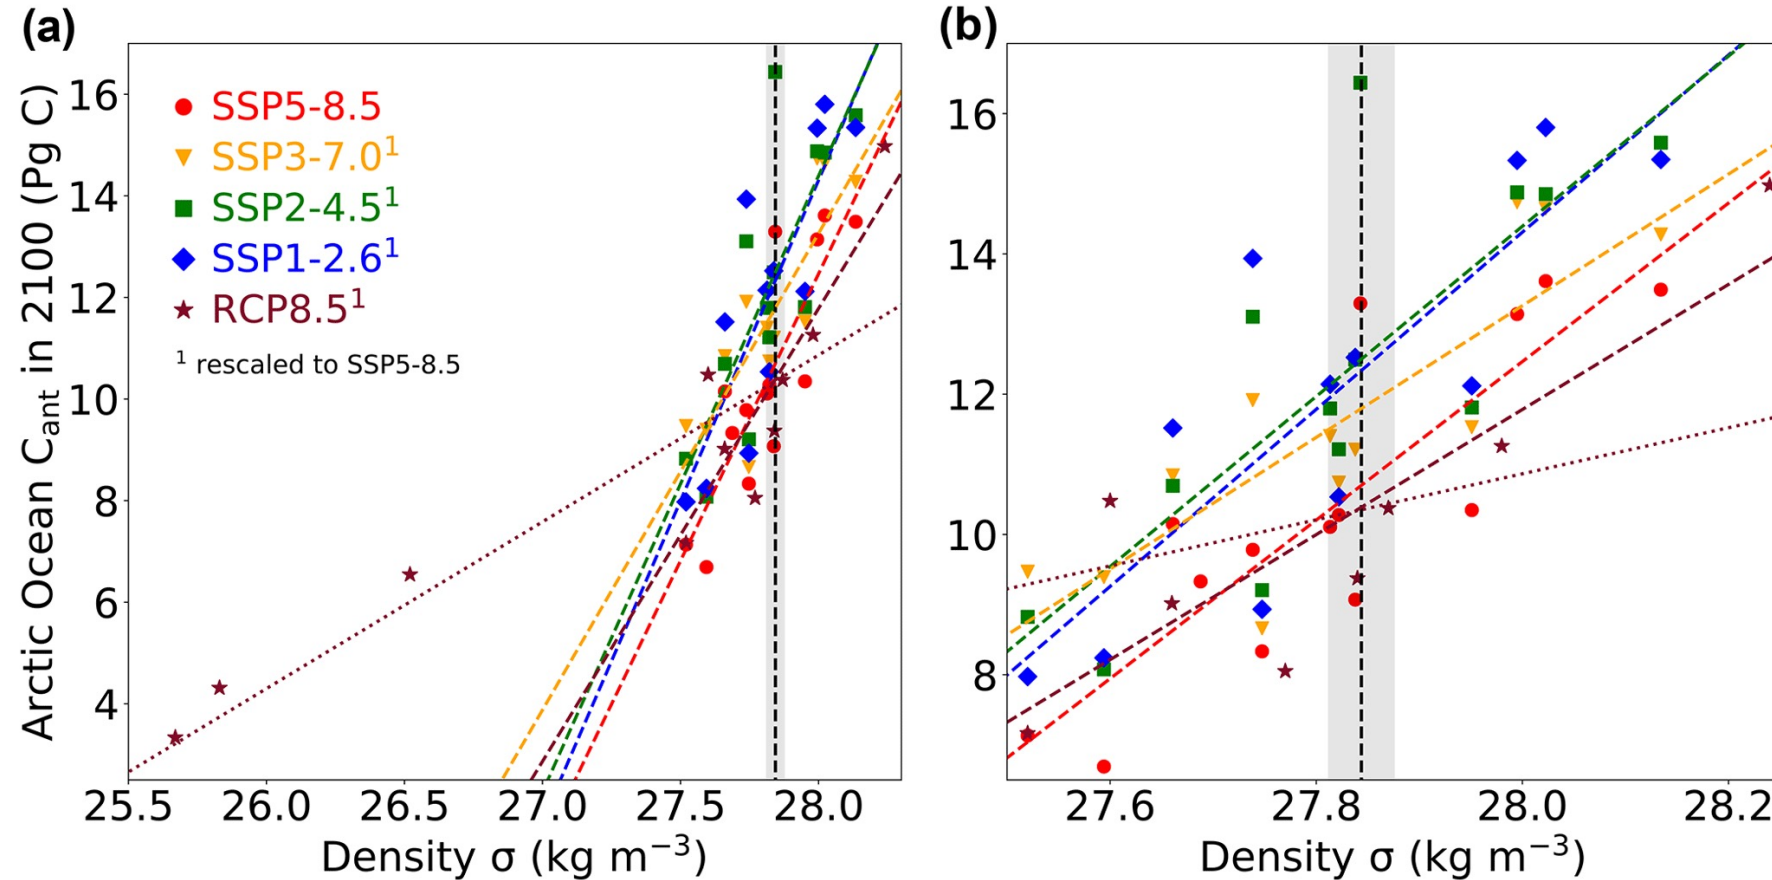 (a)
Arctic Ocean Cant in 2100 (Pg C)
16
14
12
10
8
6
4
SSP5-8.5
SSP3-7.0¹
SSP2-4.5¹
SSP1-2.6¹
RCP8.5¹
¹ rescaled to SSP5-8.5
25.5 26.0 26.5 27.0 27.5 28.0
Density σ (kg m⁻³)
(b)
16
14
12
10
8
27.6 27.8 28.0 28.2
Density σ (kg m⁻³)